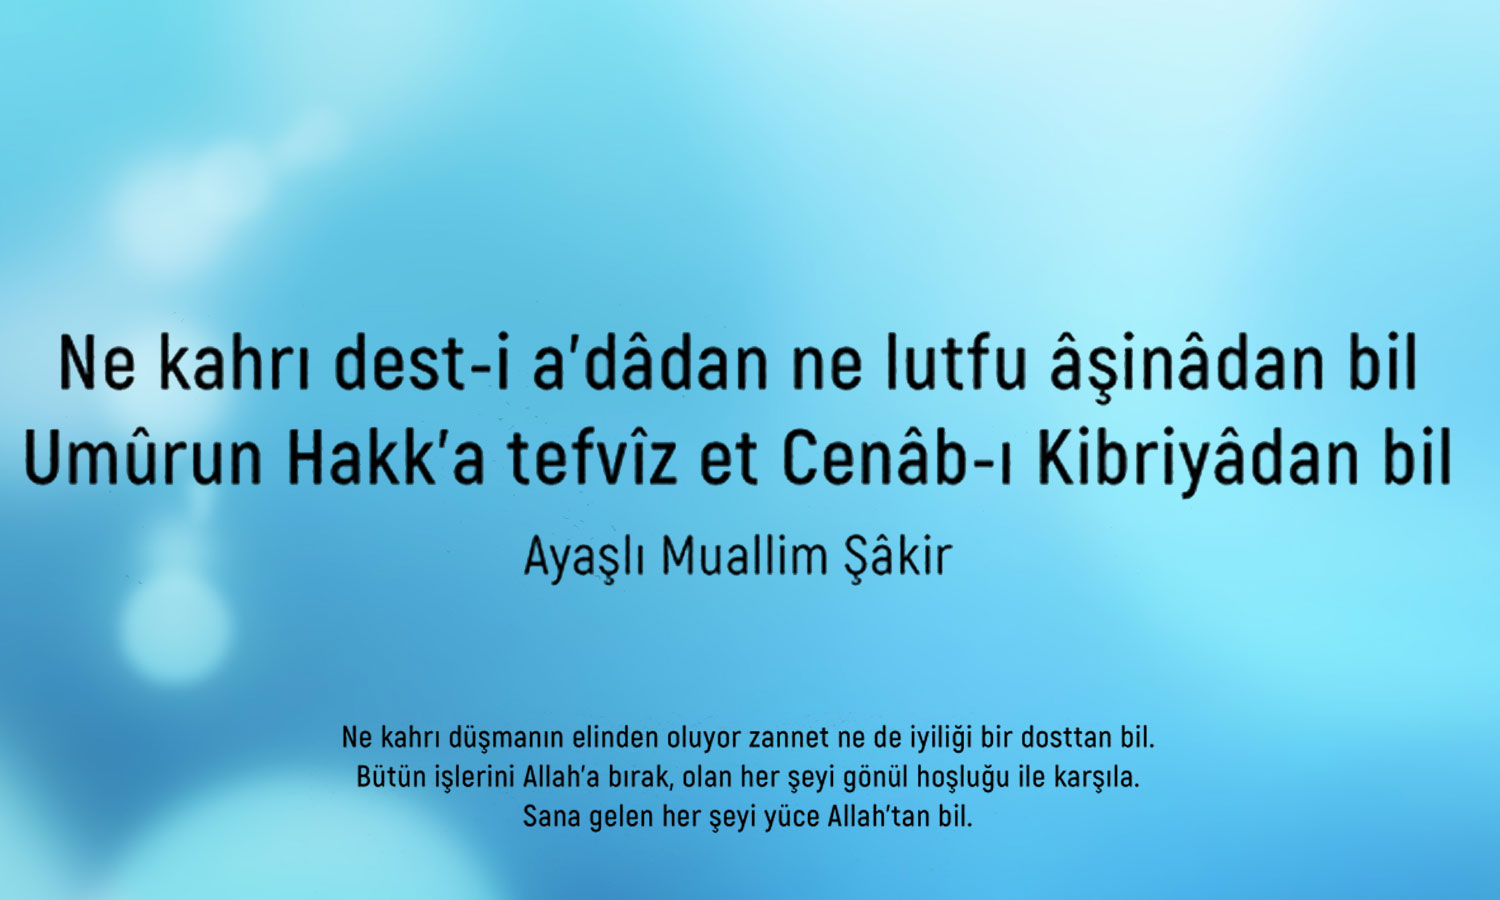 Ne kahrı dest-i a'dâdan ne lutfu âşinâdan bil
Umûrun Hakk'a tefvîz et Cenâb-ı Kibriyâdan bil
Ayaşlı Muallim Şâkir
Ne kahrı düşmanın elinden oluyor zannet ne de iyiliği bir dosttan bil.
Bütün işlerini Allah'a bırak, olan her şeyi gönül hoşluğu ile karşıla.
Sana gelen her şeyi yüce Allah'tan bil.